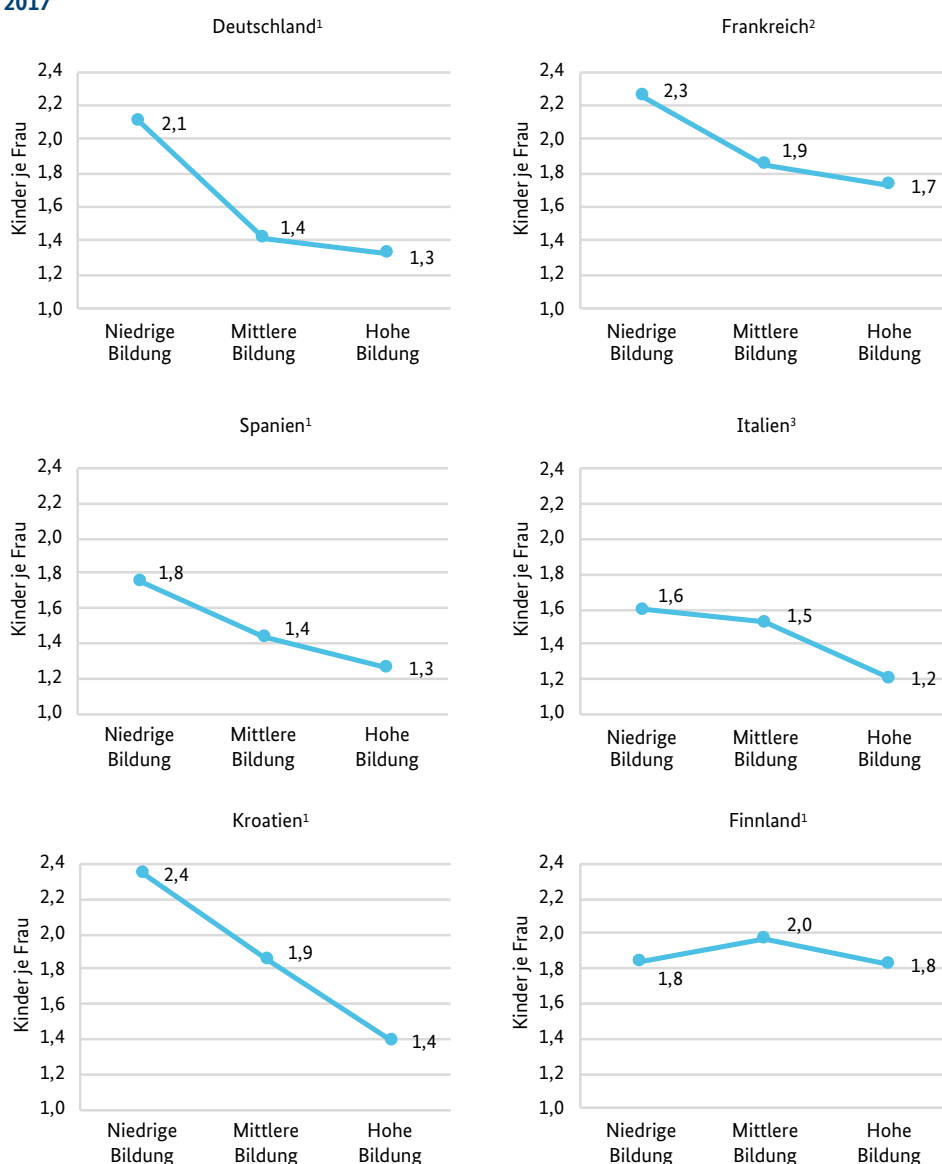 2017
Deutschland¹
Kinder je Frau
2,4
2,2
2,0
1,8
1,6
1,4
1,2
1,0
2,1
1,4
1,3
Niedrige
Bildung
Mittlere
Bildung
Hohe
Bildung
Frankreich²
Kinder je Frau
2,4
2,2
2,0
1,8
1,6
1,4
1,2
1,0
2,3
1,9
1,7
Niedrige
Bildung
Mittlere
Bildung
Hohe
Bildung
Spanien¹
Kinder je Frau
2,4
2,2
2,0
1,8
1,6
1,4
1,2
1,0
1,8
1,4
1,3
Niedrige
Bildung
Mittlere
Bildung
Hohe
Bildung
Italien³
Kinder je Frau
2,4
2,2
2,0
1,8
1,6
1,4
1,2
1,0
1,6
1,5
1,2
Niedrige
Bildung
Mittlere
Bildung
Hohe
Bildung
Kroatien¹
Kinder je Frau
2,4
2,2
2,0
1,8
1,6
1,4
1,2
1,0
2,4
1,9
1,4
Niedrige
Bildung
Mittlere
Bildung
Hohe
Bildung
Finnland¹
Kinder je Frau
2,4
2,2
2,0
1,8
1,6
1,4
1,2
1,0
1,8
2,0
1,8
Niedrige
Bildung
Mittlere
Bildung
Hohe
Bildung